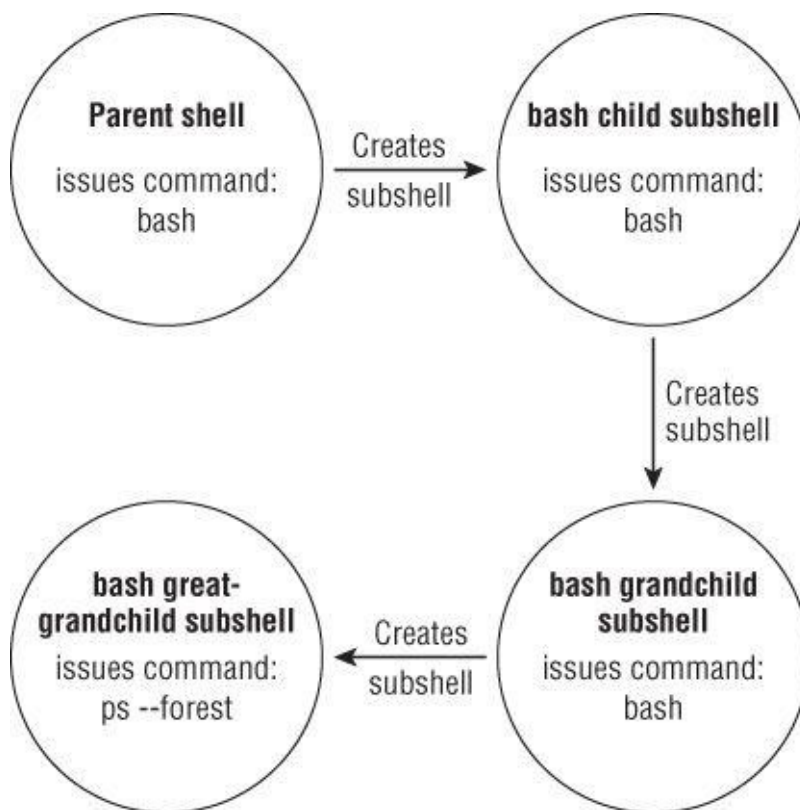 Parent shell
issues command:
bash
Creates
subshell
bash child subshell
issues command:
bash
Creates
subshell
bash grandchild
subshell
issues command:
bash
Creates
subshell
bash great-
grandchild subshell
issues command:
ps --forest